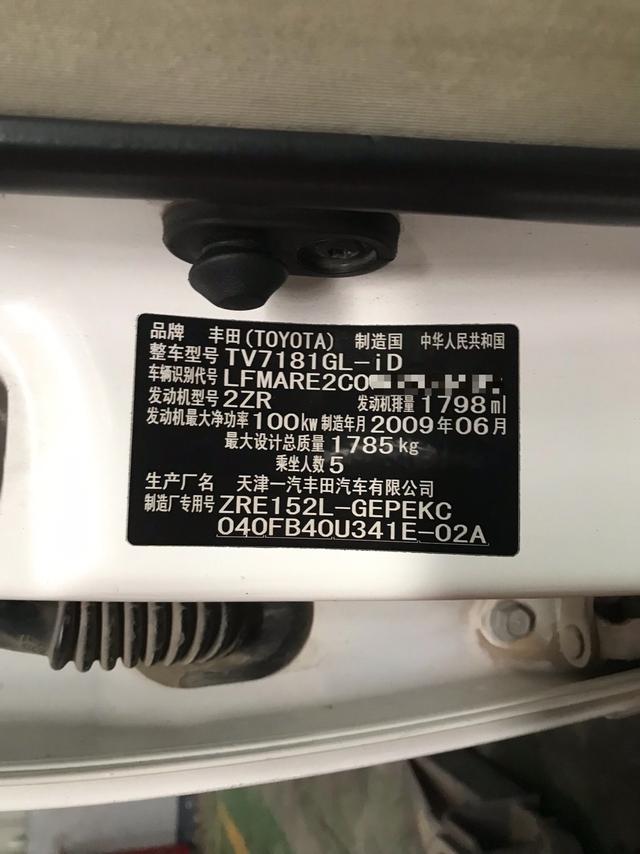 品牌 丰田(TOYOTA) 制造国 中华人民共和国
整车型号 TV7181GL-iD
车辆识别代号 LFMARE2C0
发动机型号 2ZR 发动机排量 1798ml
发动机最大净功率 100kw 制造年月 2009年06月
最大设计总质量 1785kg
乘坐人数 5
生产厂名 天津一汽丰田汽车有限公司
制造厂专用号 ZRE152L-GEPEKC
040FB40U341E-02A